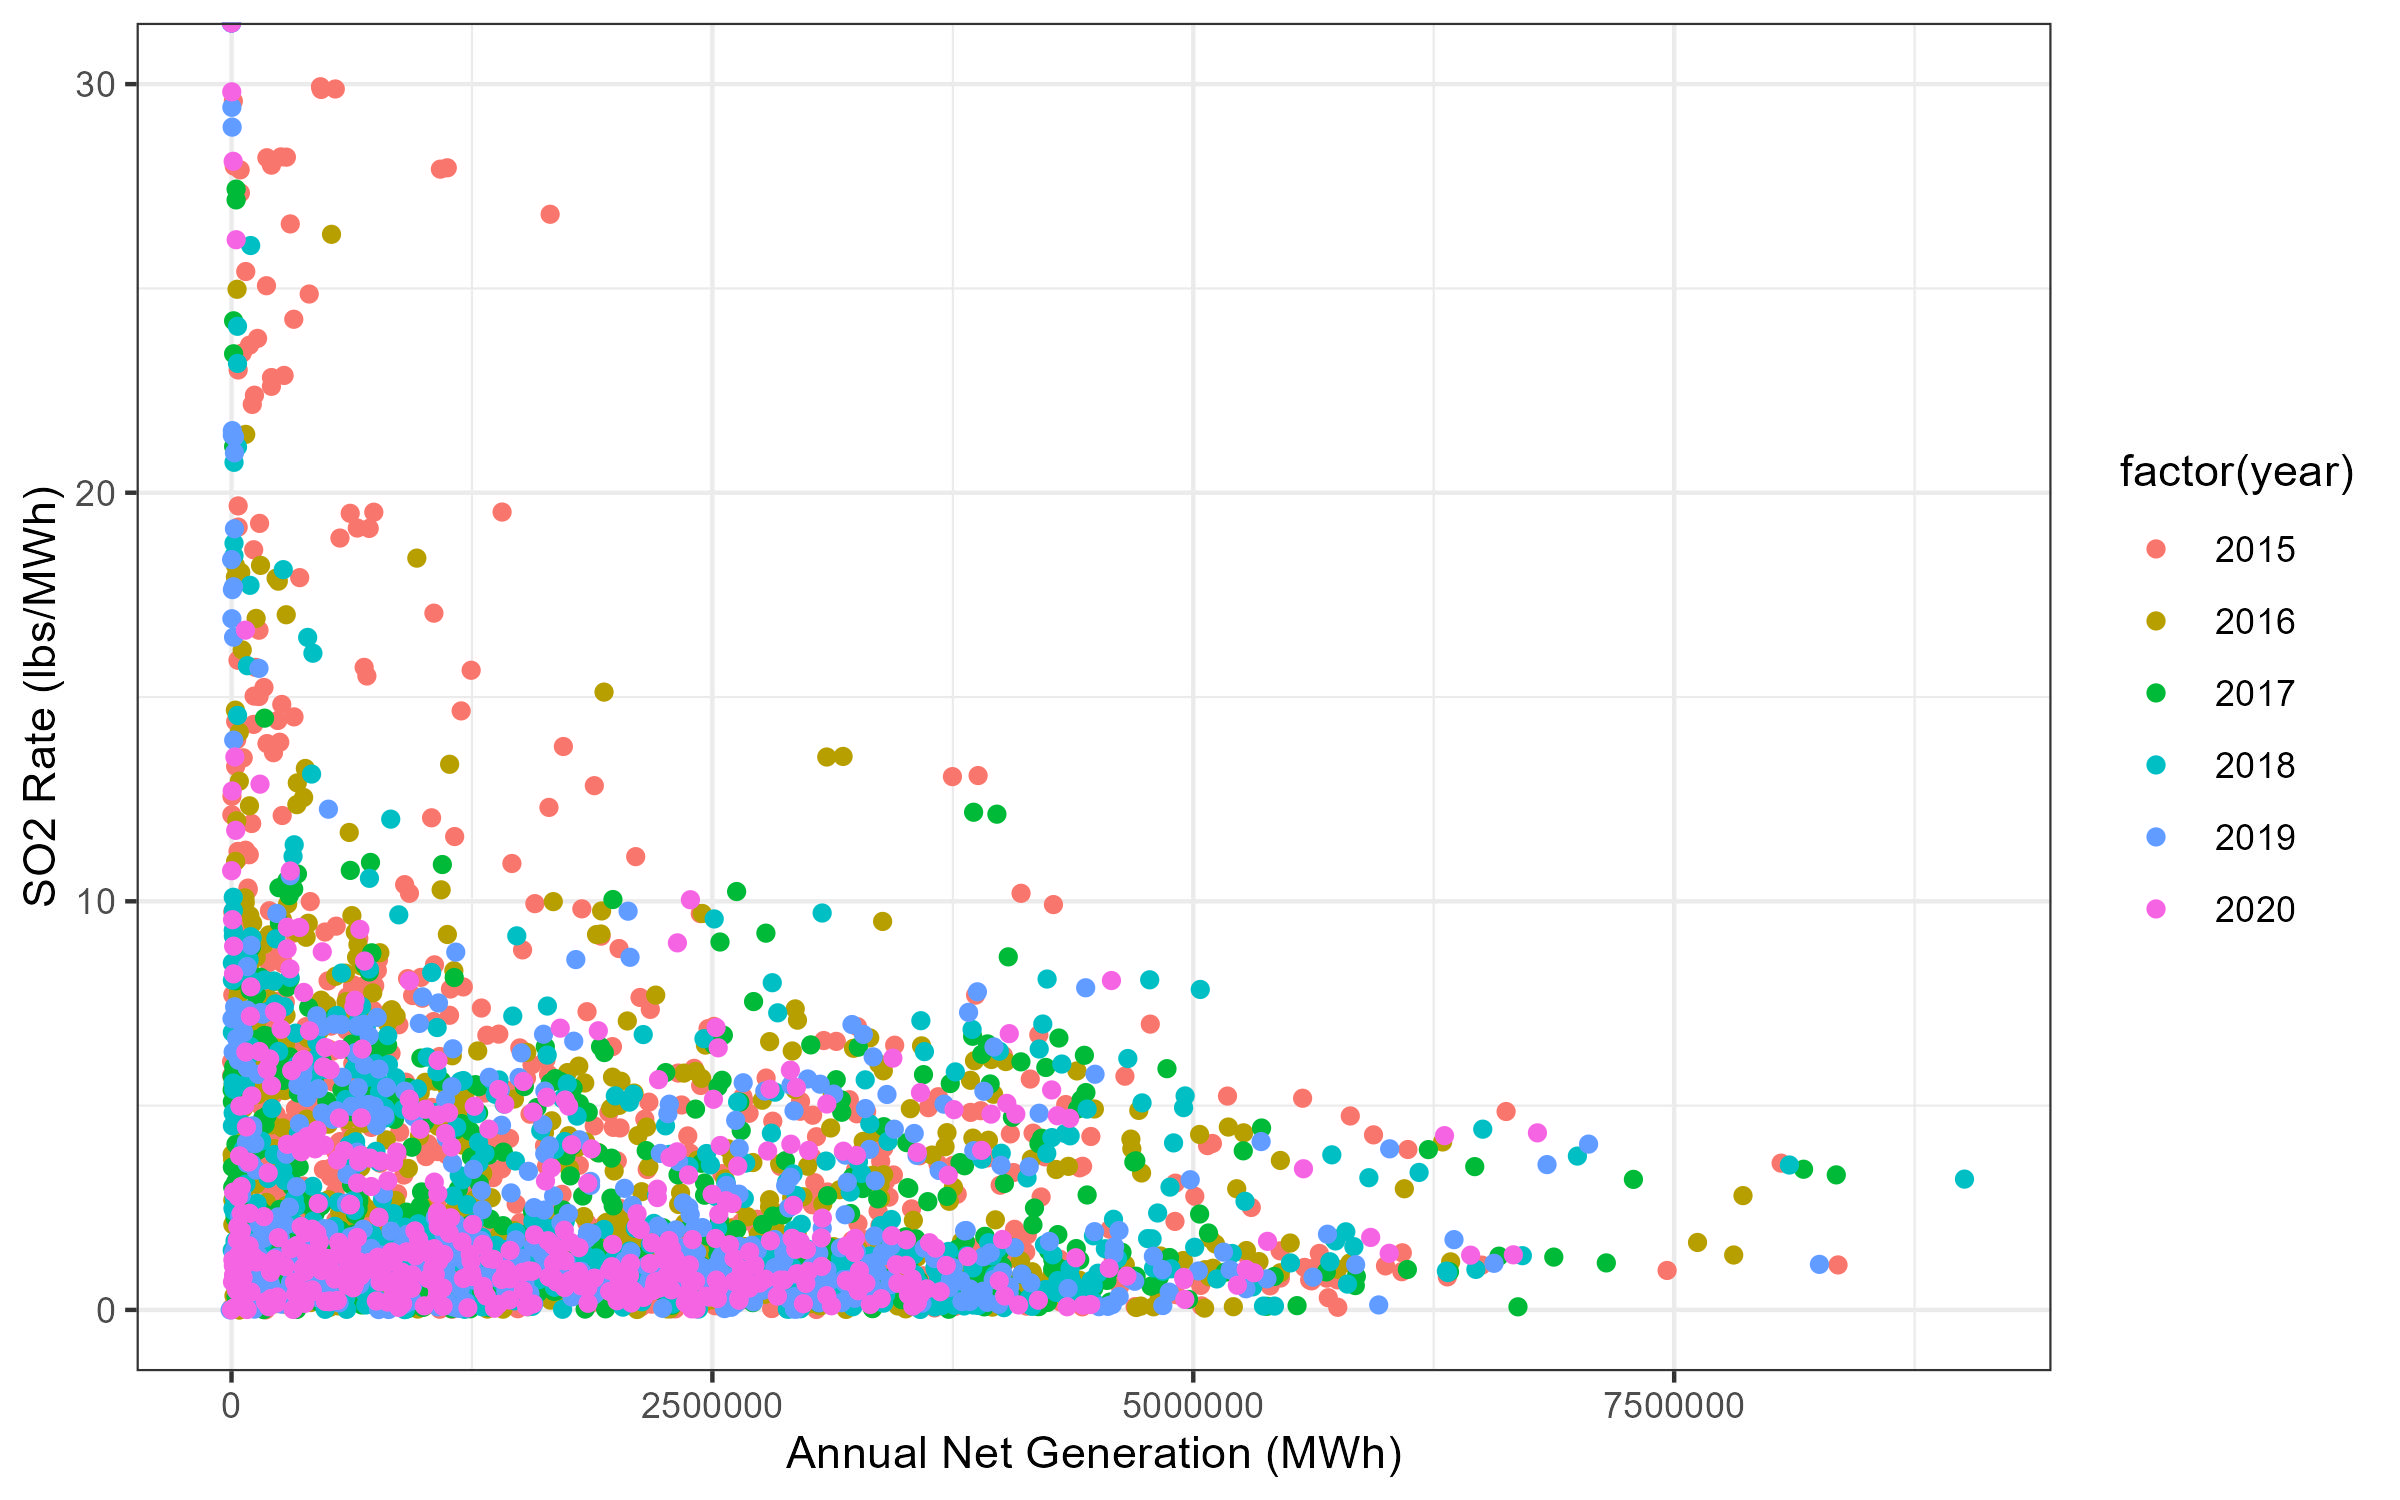 30
20
10
0
SO2 Rate (lbs/MWh)
0 2500000 5000000 7500000
Annual Net Generation (MWh)
factor(year)
2015
2016
2017
2018
2019
2020